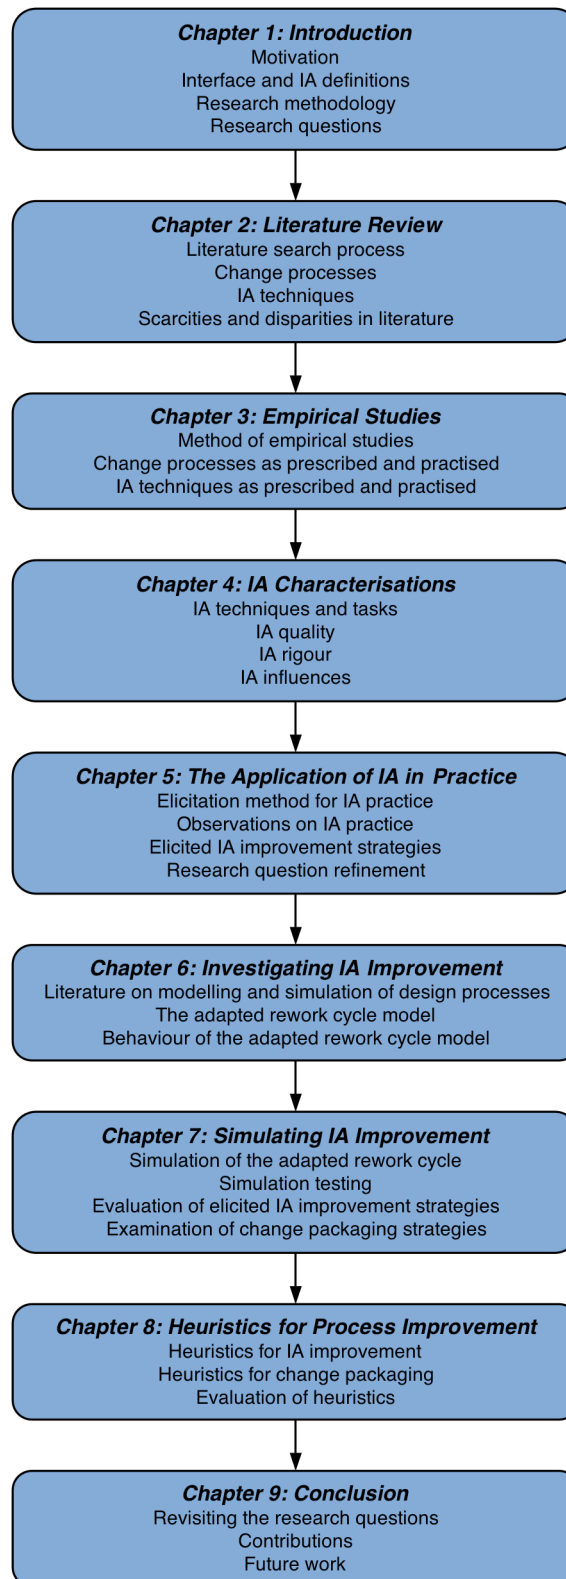 Chapter 1: Introduction
Motivation
Interface and IA definitions
Research methodology
Research questions
Chapter 2: Literature Review
Literature search process
Change processes
IA techniques
Scarcities and disparities in literature
Chapter 3: Empirical Studies
Method of empirical studies
Change processes as prescribed and practised
IA techniques as prescribed and practised
Chapter 4: IA Characterisations
IA techniques and tasks
IA quality
IA rigour
IA influences
Chapter 5: The Application of IA in Practice
Elicitation method for IA practice
Observations on IA practice
Elicited IA improvement strategies
Research question refinement
Chapter 6: Investigating IA Improvement
Literature on modelling and simulation of design processes
The adapted rework cycle model
Behaviour of the adapted rework cycle model
Chapter 7: Simulating IA Improvement
Simulation of the adapted rework cycle
Simulation testing
Evaluation of elicited IA improvement strategies
Examination of change packaging strategies
Chapter 8: Heuristics for Process Improvement
Heuristics for IA improvement
Heuristics for change packaging
Evaluation of heuristics
Chapter 9: Conclusion
Revisiting the research questions
Contributions
Future work